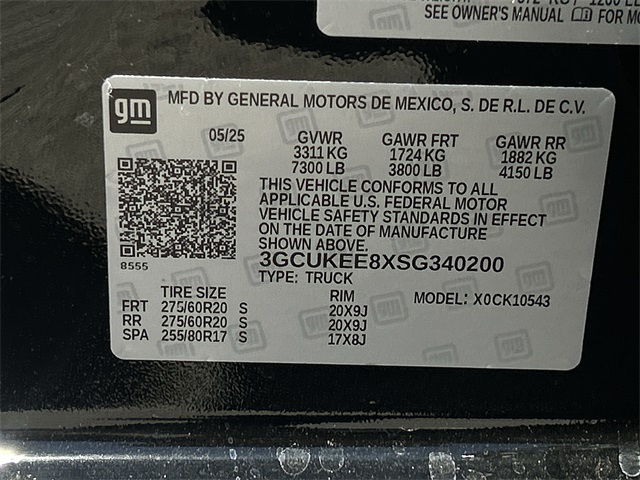 1200 LB
SEE OWNER'S MANUAL FOR
gm
MFD BY GENERAL MOTORS DE MEXICO, S. DE R.L. DE C.V.
05/25 GVWR GAWR FRT GAWR RR
3311 KG 1724 KG 1882 KG
7300 LB 3800 LB 4150 LB
THIS VEHICLE CONFORMS TO ALL
APPLICABLE U.S. FEDERAL MOTOR
VEHICLE SAFETY STANDARDS IN EFFECT
ON THE DATE OF MANUFACTURE
SHOWN ABOVE.
8555
3GCUKEE8XSG340200
TYPE: TRUCK
TIRE SIZE RIM MODEL: X0CK10543
FRT 275/60R20 S 20X9J
RR 275/60R20 S 20X9J
SPA 255/80R17 S 17X8J